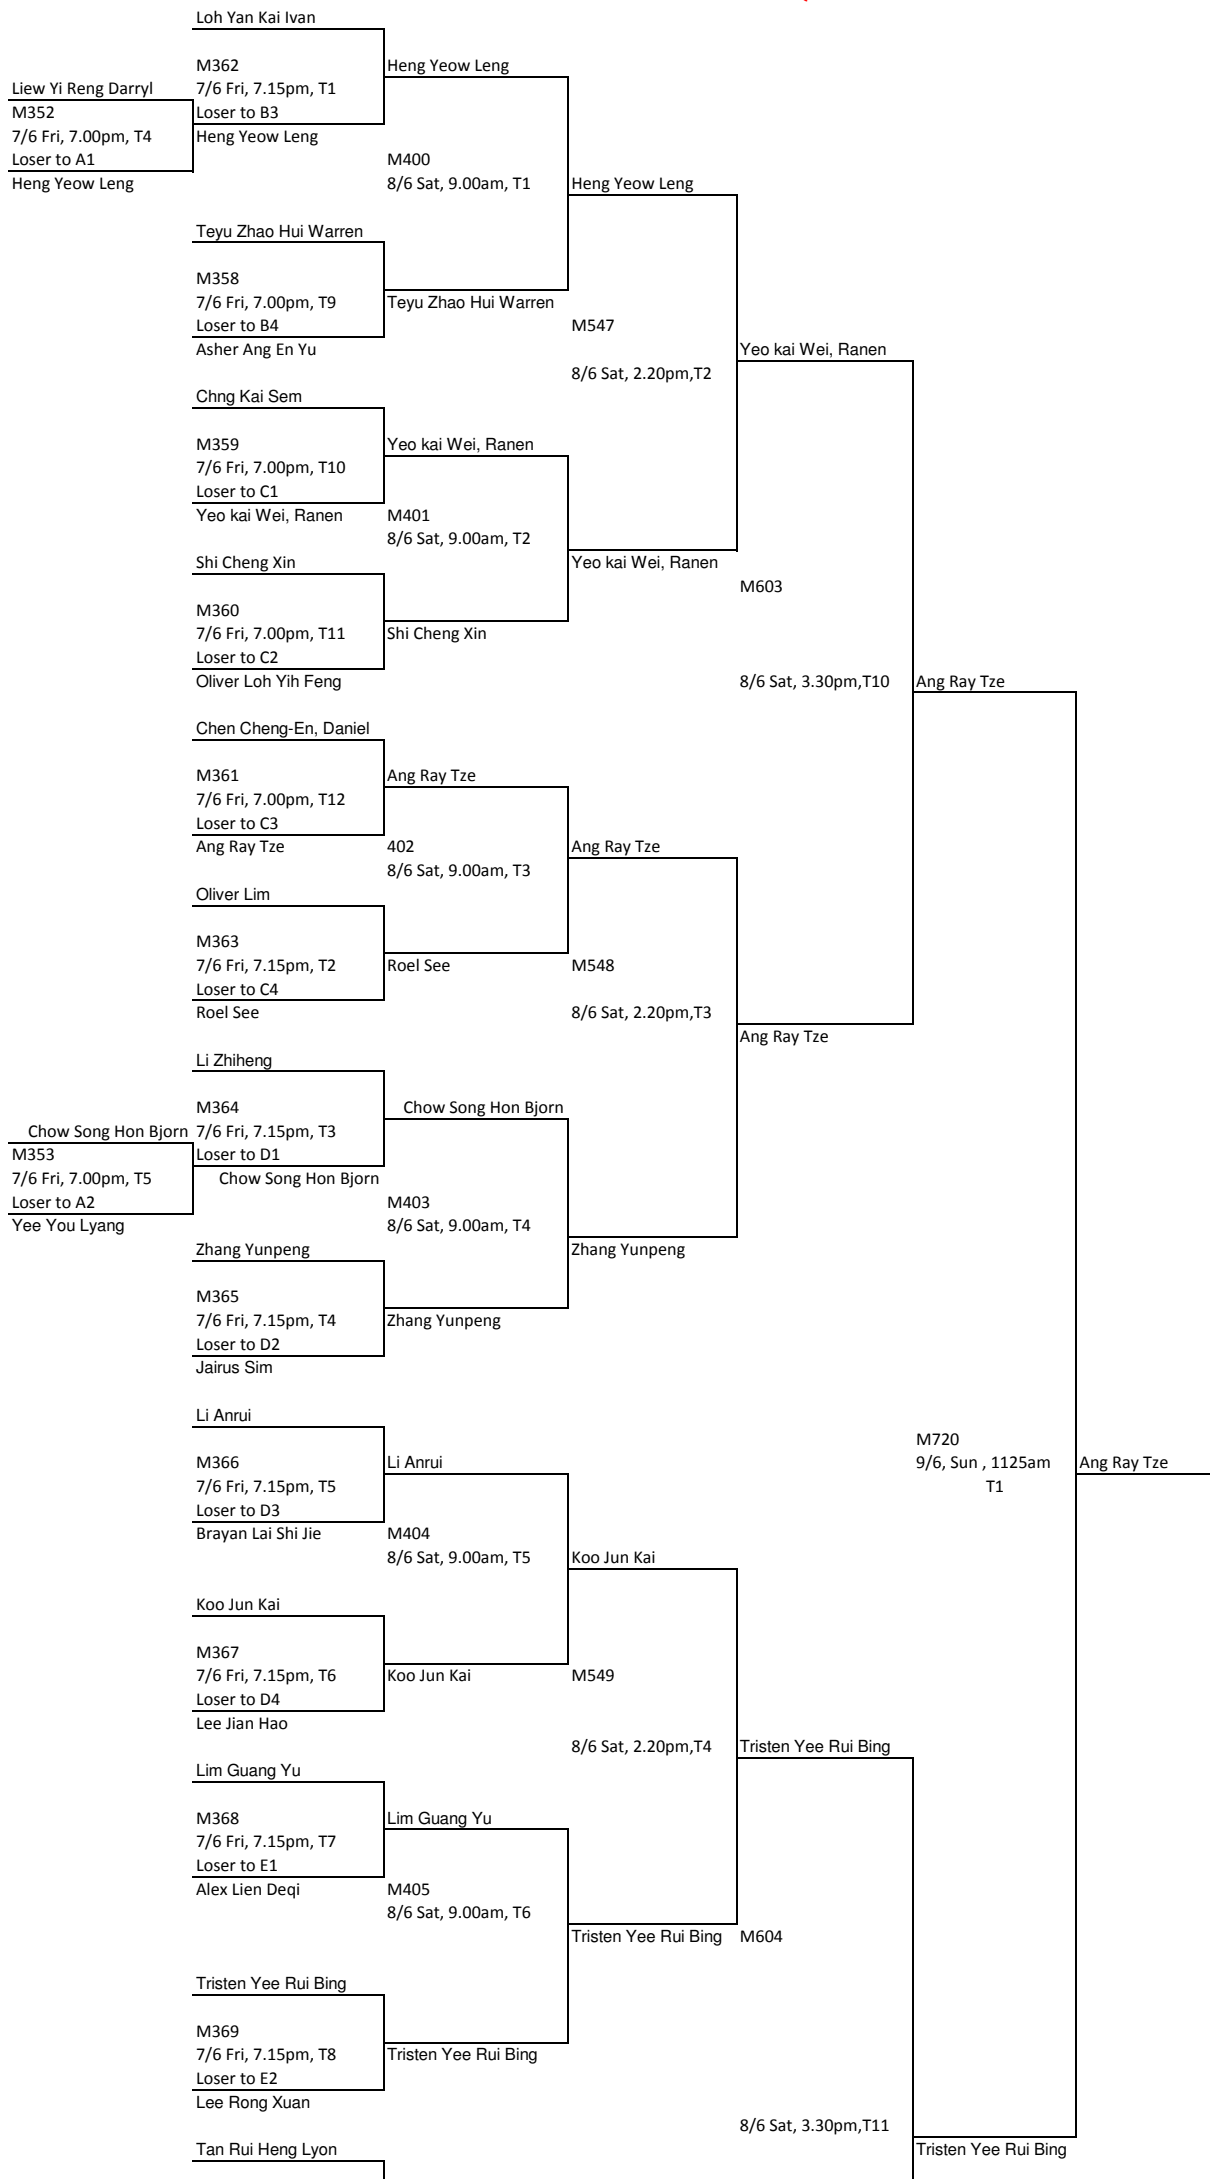 Loh Yan Kai Ivan
M362
Heng Yeow Leng
Liew Yi Reng Darryl
7/6 Fri, 7.15pm, T1
M352
Loser to B3
7/6 Fri, 7.00pm, T4
Heng Yeow Leng
Loser to A1
M400
Heng Yeow Leng
8/6 Sat, 9.00am, T1
Heng Yeow Leng
Teyu Zhao Hui Warren
M358
7/6 Fri, 7.00pm, T9
Teyu Zhao Hui Warren
Loser to B4
M547
Asher Ang En Yu
Yeo kai Wei, Ranen
8/6 Sat, 2.20pm,T2
Chng Kai Sem
M359
Yeo kai Wei, Ranen
7/6 Fri, 7.00pm, T10
Loser to C1
Yeo kai Wei, Ranen
M401
8/6 Sat, 9.00am, T2
Shi Cheng Xin
Yeo kai Wei, Ranen
M603
M360
7/6 Fri, 7.00pm, T11
Shi Cheng Xin
Loser to C2
Oliver Loh Yih Feng
8/6 Sat, 3.30pm,T10
Ang Ray Tze
Chen Cheng-En, Daniel
M361
Ang Ray Tze
7/6 Fri, 7.00pm, T12
Loser to C3
Ang Ray Tze
402
Ang Ray Tze
8/6 Sat, 9.00am, T3
Oliver Lim
M363
7/6 Fri, 7.15pm, T2
Roel See
M548
Loser to C4
Roel See
8/6 Sat, 2.20pm,T3
Ang Ray Tze
Li Zhiheng
M364
Chow Song Hon Bjorn
Chow Song Hon Bjorn
7/6 Fri, 7.15pm, T3
M353
Loser to D1
7/6 Fri, 7.00pm, T5
Chow Song Hon Bjorn
Loser to A2
M403
Yee You Lyang
8/6 Sat, 9.00am, T4
Zhang Yunpeng
Zhang Yunpeng
M365
7/6 Fri, 7.15pm, T4
Zhang Yunpeng
Loser to D2
Jairus Sim
Li Anrui
M720
M366
Li Anrui
9/6, Sun , 1125am
Ang Ray Tze
7/6 Fri, 7.15pm, T5
T1
Loser to D3
Brayan Lai Shi Jie
M404
8/6 Sat, 9.00am, T5
Koo Jun Kai
Koo Jun Kai
M367
7/6 Fri, 7.15pm, T6
Koo Jun Kai
M549
Loser to D4
Lee Jian Hao
8/6 Sat, 2.20pm,T4
Tristen Yee Rui Bing
Lim Guang Yu
M368
Lim Guang Yu
7/6 Fri, 7.15pm, T7
Loser to E1
Alex Lien Deqi
M405
8/6 Sat, 9.00am, T6
Tristen Yee Rui Bing
M604
Tristen Yee Rui Bing
M369
7/6 Fri, 7.15pm, T8
Tristen Yee Rui Bing
Loser to E2
Lee Rong Xuan
8/6 Sat, 3.30pm,T11
Tan Rui Heng Lyon
Tristen Yee Rui Bing